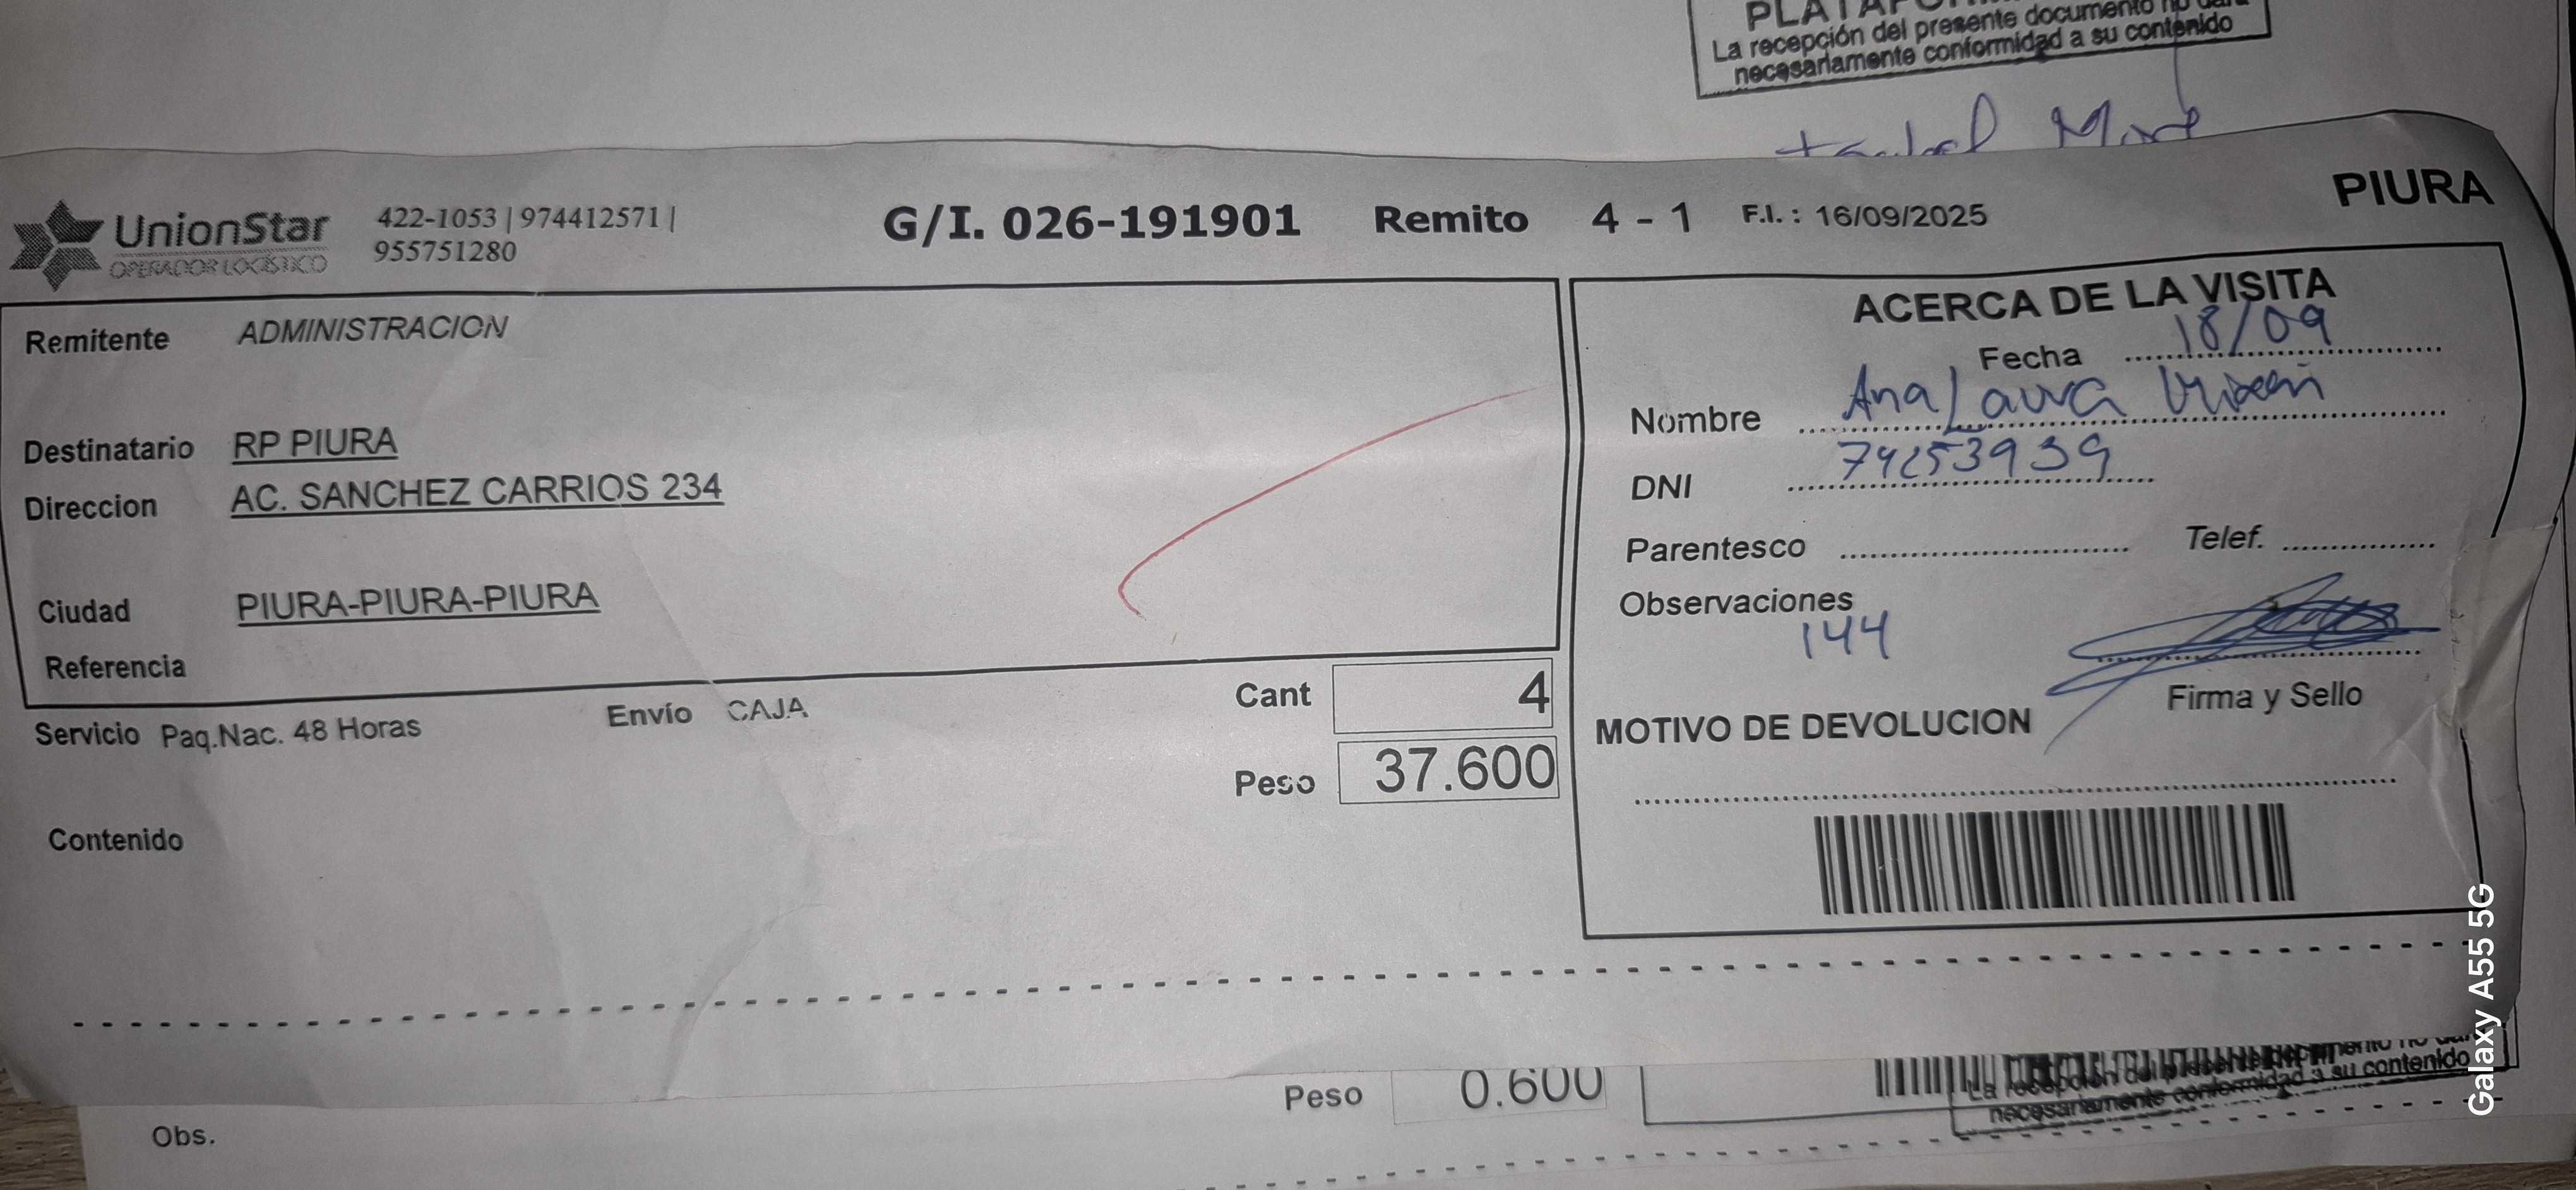 La recepción del presente documento no
necesariamente conformidad a su contenido
UnionStar
OPERADOR LOGÍSTICO
422-1053 | 974412571 |
955751280
G/I. 026-191901 Remito 4 - 1 F.I. : 16/09/2025
PIURA
Remitente ADMINISTRACION
Destinatario RP PIURA
Direccion AC. SANCHEZ CARRIOS 234
Ciudad PIURA-PIURA-PIURA
Referencia
Servicio Paq.Nac. 48 Horas Envío CAJA
Cant 4
Peso 37.600
Contenido
ACERCA DE LA VISITA
Fecha 18/09
Nombre Ana Laura
DNI
Parentesco Telef.
Observaciones
144
Firma y Sello
MOTIVO DE DEVOLUCION
Peso 0.600
La recepción del presente documento no
necesariamente conformidad a su contenido
Obs.
Galaxy A55 5G